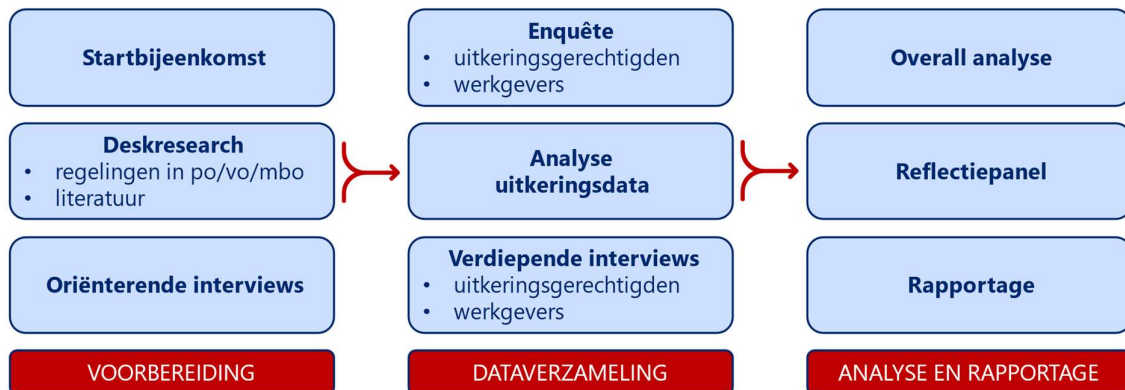 Startbijeenkomst
Deskresearch
• regelingen in po/vo/mbo
• literatuur
Oriënterende interviews
VOORBEREIDING
Enquête
• uitkeringsgerechtigden
• werkgevers
Analyse
uitkeringsdata
Verdiepende interviews
• uitkeringsgerechtigden
• werkgevers
DATAVERZAMELING
Overall analyse
Reflectiepanel
Rapportage
ANALYSE EN RAPPORTAGE